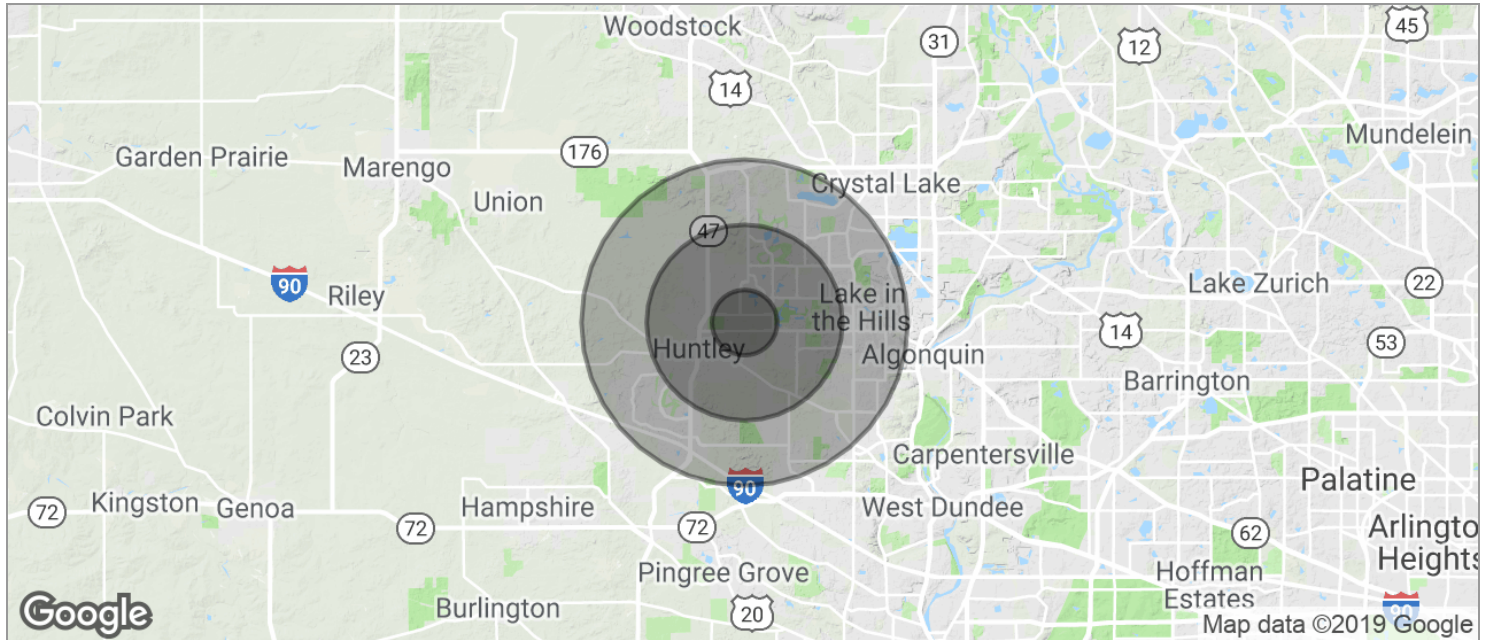 Woodstock
31
12
45
14
Mundelein
176
Garden Prairie
Marengo
Crystal Lake
Union
47
90
Riley
Lake in
the Hills
Lake Zurich
22
14
53
23
Huntley
Algonquin
Barrington
Colvin Park
Carpentersville
90
Palatine
72
Kingston
Genoa
72
Hampshire
72
West Dundee
62
Arlingto
Heights
Pingree Grove
Hoffman
Estates
90
Burlington
20
Google
Map data ©2019 Google